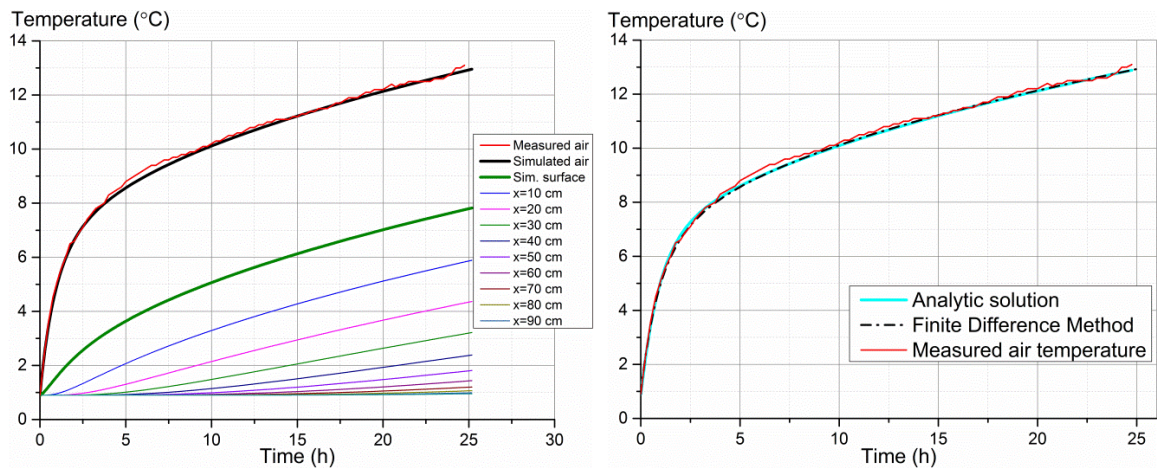 Temperature (°C)
14
12
10
8
6
4
2
0
0
5
10
15
20
25
30
Time (h)
Measured air
Simulated air
Sim. surface
x=10 cm
x=20 cm
x=30 cm
x=40 cm
x=50 cm
x=60 cm
x=70 cm
x=80 cm
x=90 cm
Temperature (°C)
14
12
10
8
6
4
2
0
0
5
10
15
20
25
Time (h)
Analytic solution
Finite Difference Method
Measured air temperature